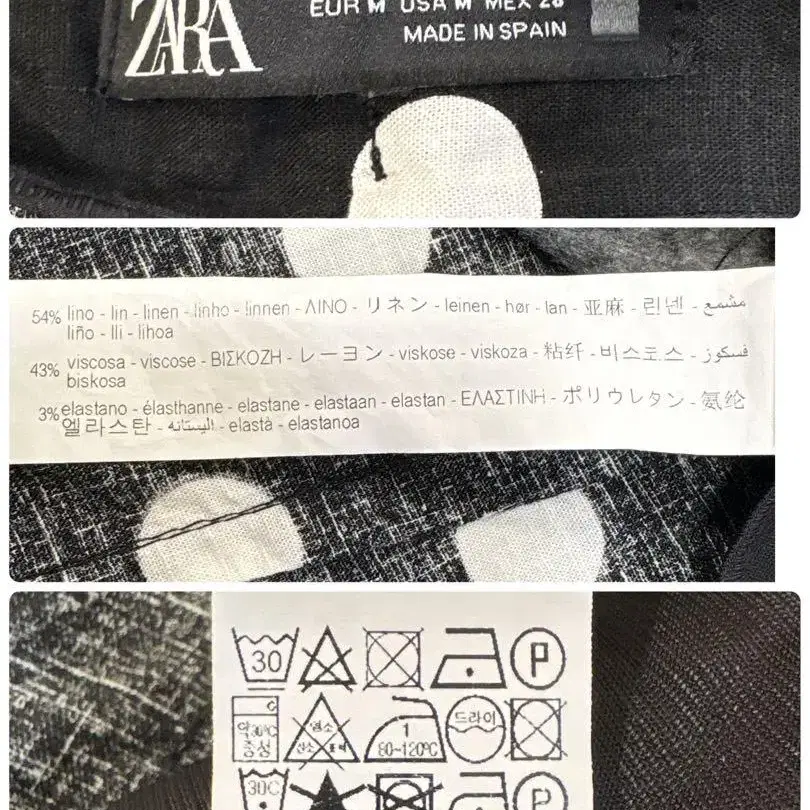 ZARA
EUR M USA M MEX 28
MADE IN SPAIN
54% lino - lin - linen - linho - linnen - ΛΙΝΟ - リネン - leinen - hør - lan - 亚麻 - 린넨 - مشمع
liño - lli - lihoa
43% viscosa - viscose - ΒΙΣΚΟΖΗ - レーヨン - viskose - viskoza - 粘纤 - 비스코스 - فسكوز
biskosa
3% elastano - élasthanne - elastane - elastaan - elastan - ΕΛΑΣΤΙΝΗ - ポリウレタン - 氨纶
엘라스탄 - اليستانه - elastà - elastanoa
30 P
약30℃ 중성 염소 산소 표백 1 80~120℃ 드라이
30C P